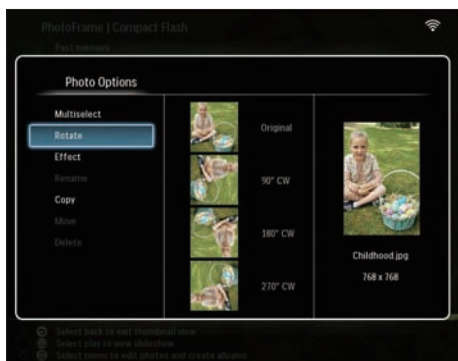 PhotoFrame | Compact Flash
Past memory
Photo Options
Multiselect
Rotate
Effect
Rename
Copy
Move
Delete
Original
90° CW
180° CW
270° CW
Childhood.jpg
768 x 768
Select back to exit thumbnail view
Select play to view slideshow
Select menu to edit photos and create albums